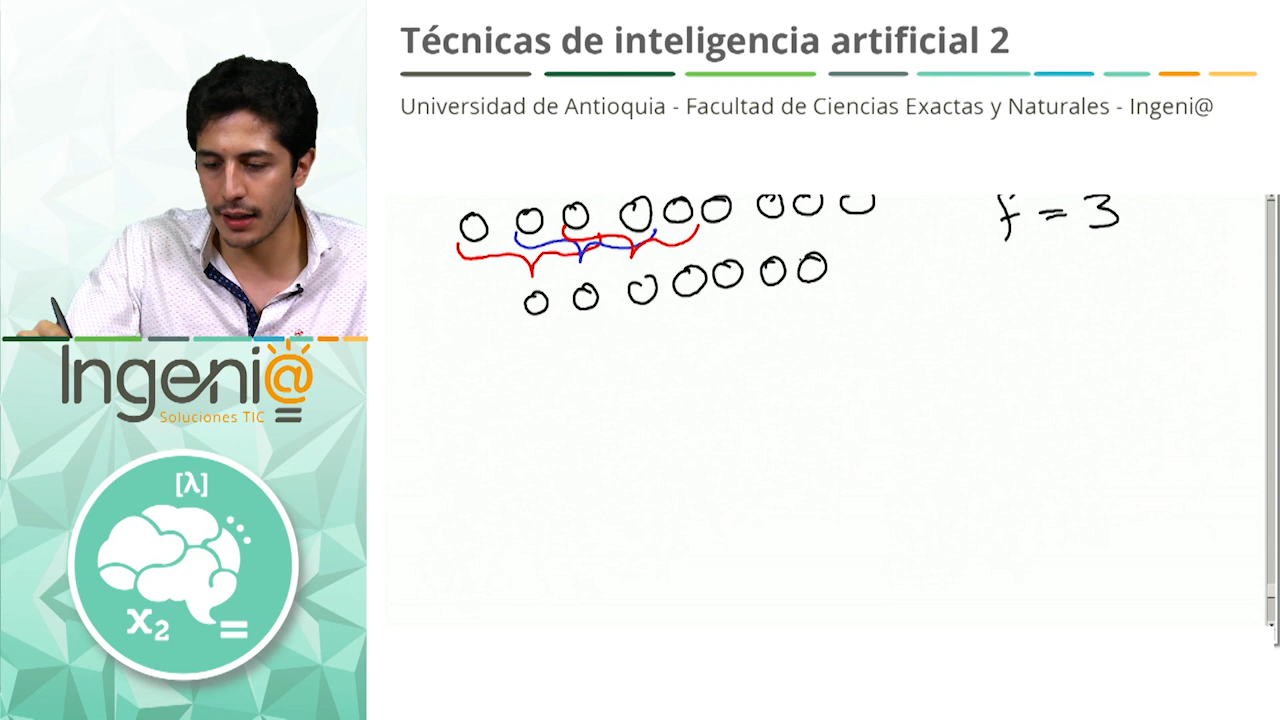 Técnicas de inteligencia artificial 2
Universidad de Antioquia - Facultad de Ciencias Exactas y Naturales - Ingeni@
f = 3
Ingeni@
Soluciones TIC
[λ]
x₂ =